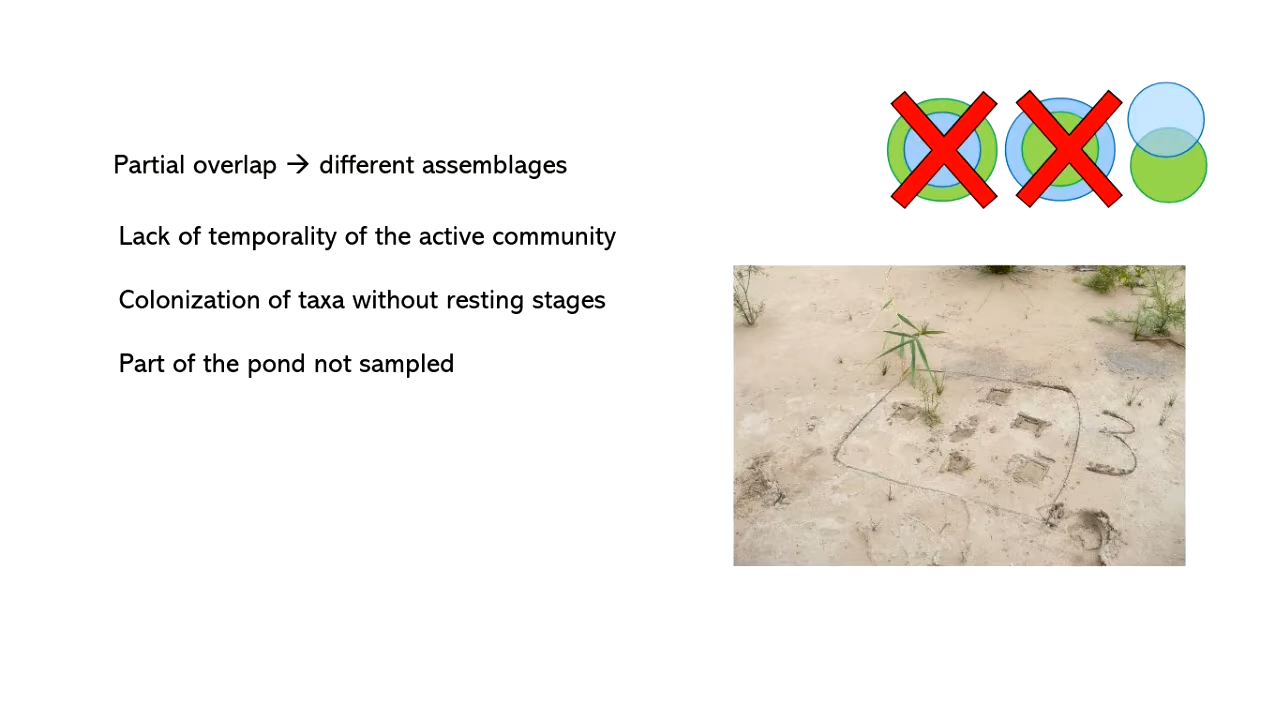 Partial overlap → different assemblages
Lack of temporality of the active community
Colonization of taxa without resting stages
Part of the pond not sampled
3